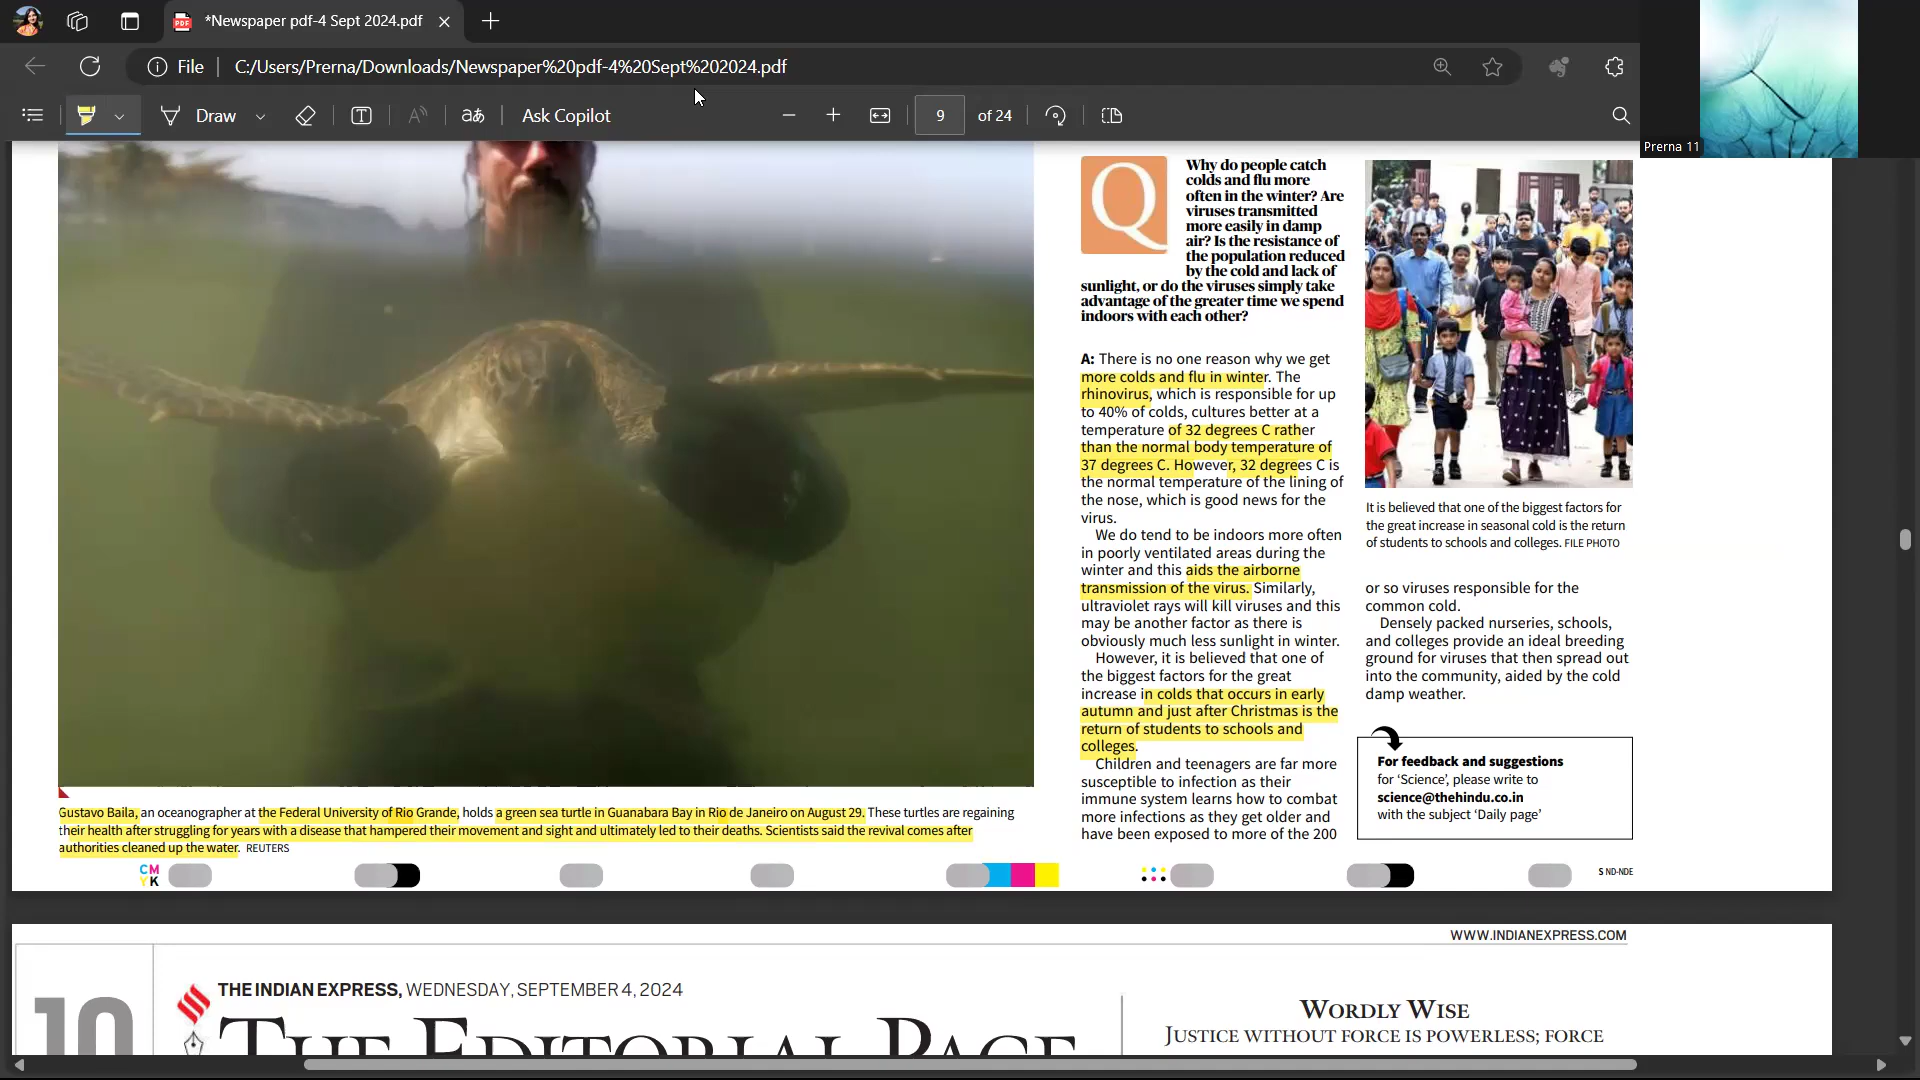 *Newspaper pdf-4 Sept 2024.pdf
File
C:/Users/Prerna/Downloads/Newspaper%20pdf-4%20Sept%202024.pdf
Draw
Ask Copilot
9 of 24
Prerna 11
Q
Why do people catch
colds and flu more
often in the winter? Are
viruses transmitted
more easily in damp
air? Is the resistance of
the population reduced
by the cold and lack of
sunlight, or do the viruses simply take
advantage of the greater time we spend
indoors with each other?
A: There is no one reason why we get
more colds and flu in winter. The
rhinovirus, which is responsible for up
to 40% of colds, cultures better at a
temperature of 32 degrees C rather
than the normal body temperature of
37 degrees C. However, 32 degrees C is
the normal temperature of the lining of
the nose, which is good news for the
virus.
We do tend to be indoors more often
in poorly ventilated areas during the
winter and this aids the airborne
transmission of the virus. Similarly,
ultraviolet rays will kill viruses and this
may be another factor as there is
obviously much less sunlight in winter.
However, it is believed that one of
the biggest factors for the great
increase in colds that occurs in early
autumn and just after Christmas is the
return of students to schools and
colleges.
Children and teenagers are far more
susceptible to infection as their
immune system learns how to combat
more infections as they get older and
have been exposed to more of the 200
It is believed that one of the biggest factors for
the great increase in seasonal cold is the return
of students to schools and colleges. FILE PHOTO
or so viruses responsible for the
common cold.
Densely packed nurseries, schools,
and colleges provide an ideal breeding
ground for viruses that then spread out
into the community, aided by the cold
damp weather.
For feedback and suggestions
for ‘Science’, please write to
science@thehindu.co.in
with the subject ‘Daily page’
Gustavo Baila, an oceanographer at the Federal University of Rio Grande, holds a green sea turtle in Guanabara Bay in Rio de Janeiro on August 29. These turtles are regaining
their health after struggling for years with a disease that hampered their movement and sight and ultimately led to their deaths. Scientists said the revival comes after
authorities cleaned up the water. REUTERS
CM
YK
S ND-NDE
WWW.INDIANEXPRESS.COM
10
THE INDIAN EXPRESS, WEDNESDAY, SEPTEMBER 4, 2024
THE EDITORIAL PAGE
WORDLY WISE
JUSTICE WITHOUT FORCE IS POWERLESS; FORCE